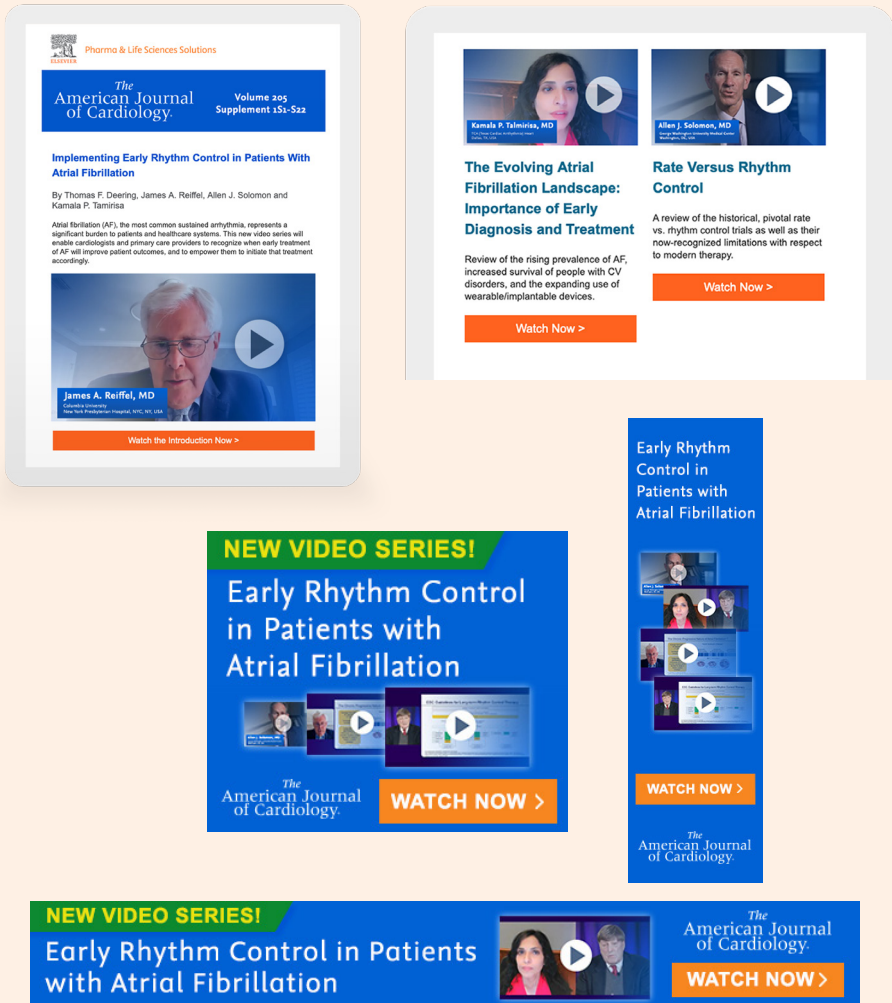 ELSEVIER
Pharma & Life Sciences Solutions
The
American Journal
of Cardiology.
Volume 205
Supplement 1S1-S22
Implementing Early Rhythm Control in Patients With
Atrial Fibrillation
By Thomas F. Deering, James A. Reiffel, Allen J. Solomon and
Kamala P. Tamirisa
Atrial fibrillation (AF), the most common sustained arrhythmia, represents a
significant burden to patients and healthcare systems. This new video series will
enable cardiologists and primary care providers to recognize when early treatment
of AF will improve patient outcomes, and to empower them to initiate that treatment
accordingly.
James A. Reiffel, MD
Columbia University
New York Presbyterian Hospital, NYC, NY, USA
Watch the Introduction Now >
Kamala P. Talmirisa, MD
Dallas, TX, USA
The Evolving Atrial
Fibrillation Landscape:
Importance of Early
Diagnosis and Treatment
Review of the rising prevalence of AF,
increased survival of people with CV
disorders, and the expanding use of
wearable/implantable devices.
Watch Now >
Allen J. Solomon, MD
George Washington University Medical Center
Washington, DC, USA
Rate Versus Rhythm
Control
A review of the historical, pivotal rate
vs. rhythm control trials as well as their
now-recognized limitations with respect
to modern therapy.
Watch Now >
Early Rhythm
Control in
Patients with
Atrial Fibrillation
WATCH NOW >
The
American Journal
of Cardiology.
NEW VIDEO SERIES!
Early Rhythm Control
in Patients with
Atrial Fibrillation
Allen J. Solomon, MD
The
American Journal
of Cardiology.
WATCH NOW >
NEW VIDEO SERIES!
Early Rhythm Control in Patients
with Atrial Fibrillation
The
American Journal
of Cardiology.
WATCH NOW >